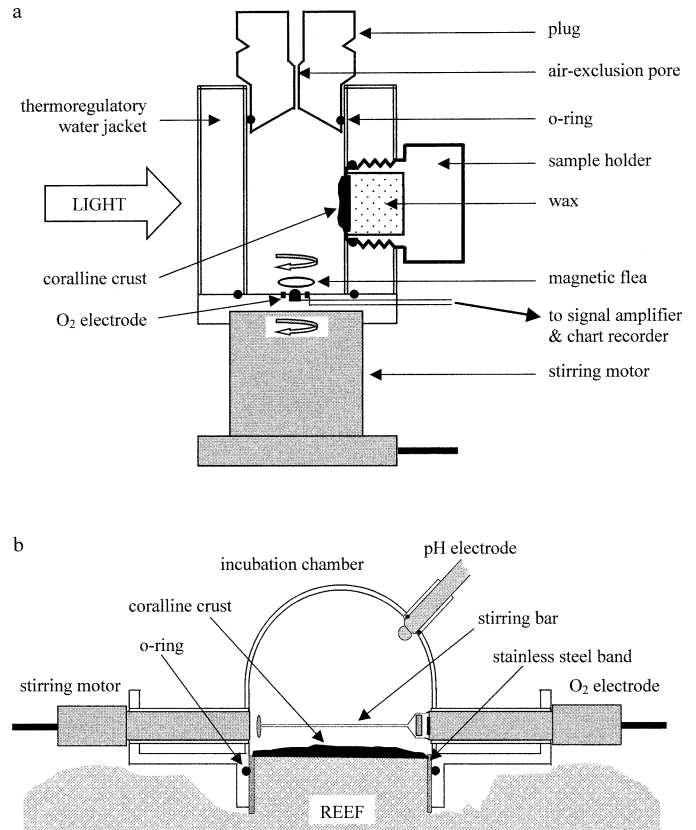 a
plug
air-exclusion pore
thermoregulatory
water jacket
o-ring
sample holder
LIGHT
wax
coralline crust
magnetic flea
O₂ electrode
to signal amplifier
& chart recorder
stirring motor
b
pH electrode
incubation chamber
coralline crust
stirring bar
o-ring
stainless steel band
stirring motor
O₂ electrode
REEF